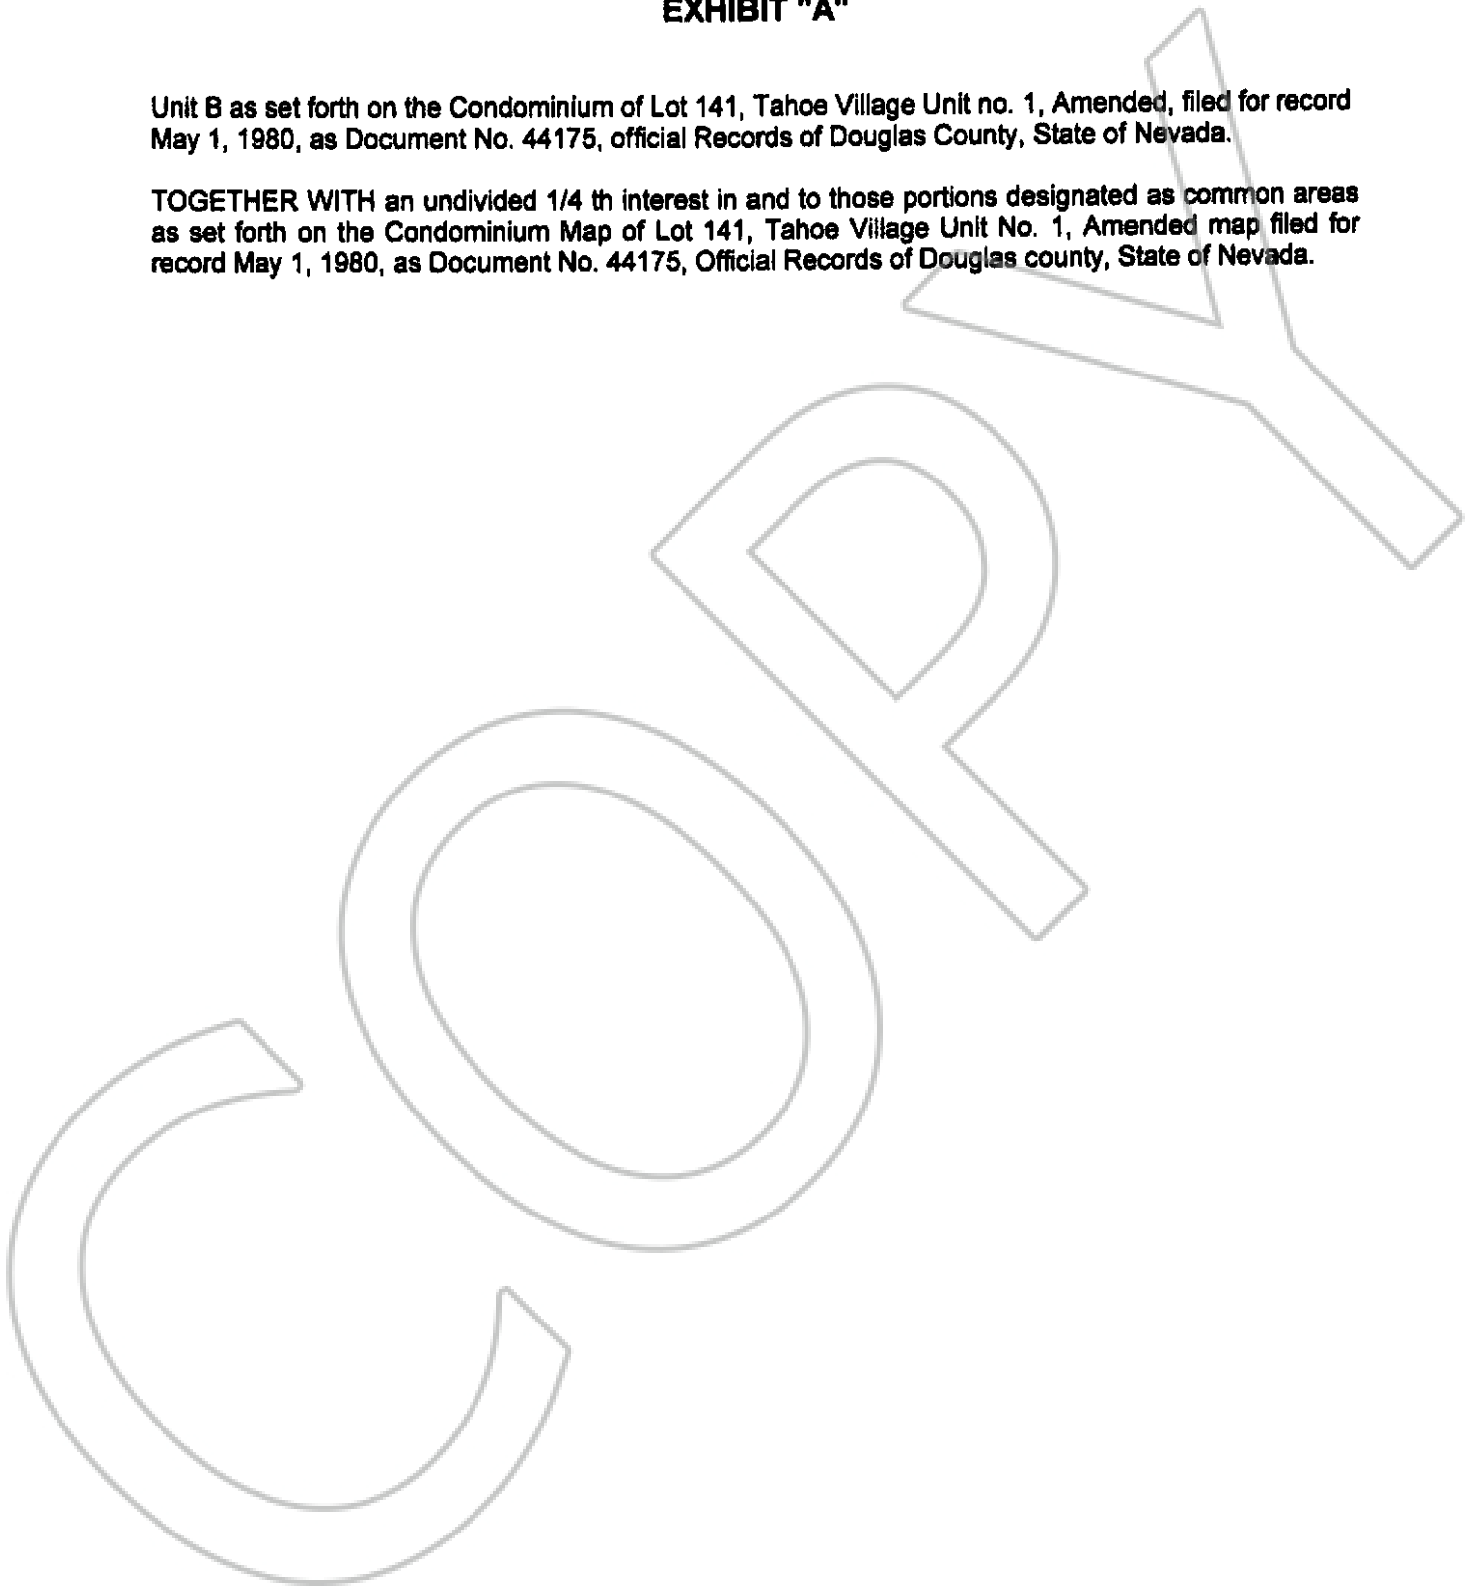 EXHIBIT "A"
Unit B as set forth on the Condominium of Lot 141, Tahoe Village Unit no. 1, Amended, filed for record
May 1, 1980, as Document No. 44175, official Records of Douglas County, State of Nevada.
TOGETHER WITH an undivided 1/4 th interest in and to those portions designated as common areas
as set forth on the Condominium Map of Lot 141, Tahoe Village Unit No. 1, Amended map filed for
record May 1, 1980, as Document No. 44175, Official Records of Douglas county, State of Nevada.
COPY